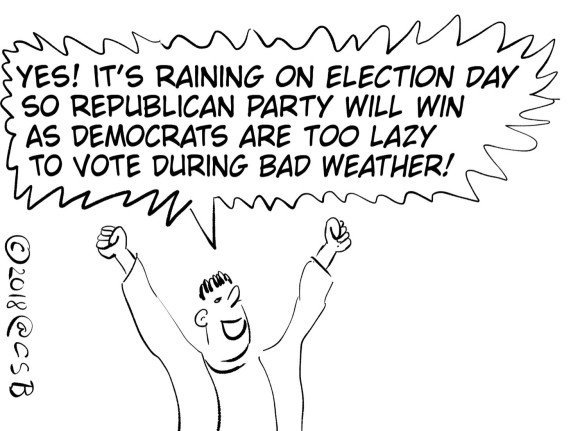 YES! IT'S RAINING ON ELECTION DAY
SO REPUBLICAN PARTY WILL WIN
AS DEMOCRATS ARE TOO LAZY
TO VOTE DURING BAD WEATHER!
©2018@CSB